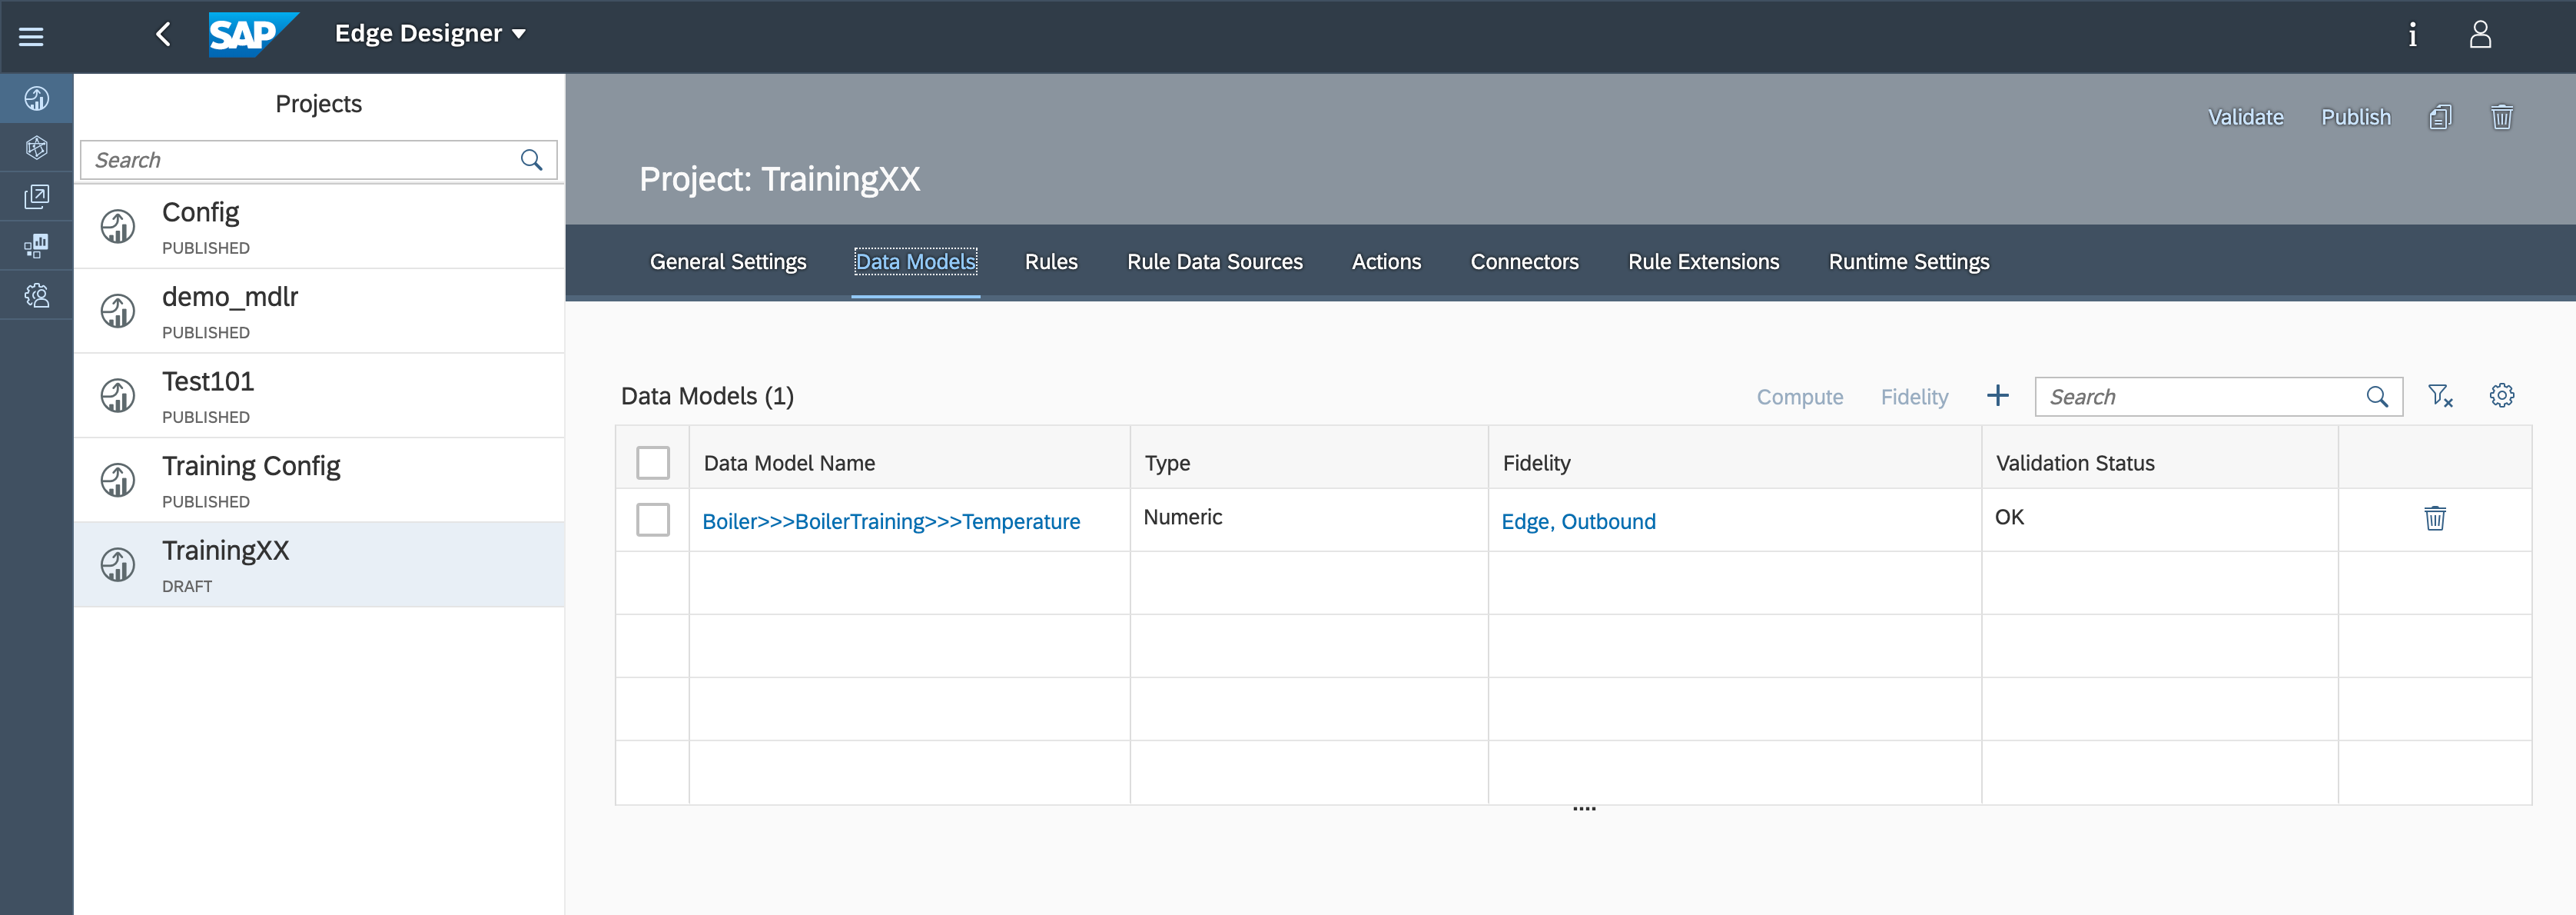 SAP Edge Designer
Projects
Search
Config
PUBLISHED
demo_mdlr
PUBLISHED
Test101
PUBLISHED
Training Config
PUBLISHED
TrainingXX
DRAFT
Validate Publish
Project: TrainingXX
General Settings Data Models Rules Rule Data Sources Actions Connectors Rule Extensions Runtime Settings
Data Models (1) Compute Fidelity Search
Data Model Name Type Fidelity Validation Status
Boiler>>>BoilerTraining>>>Temperature Numeric Edge, Outbound OK